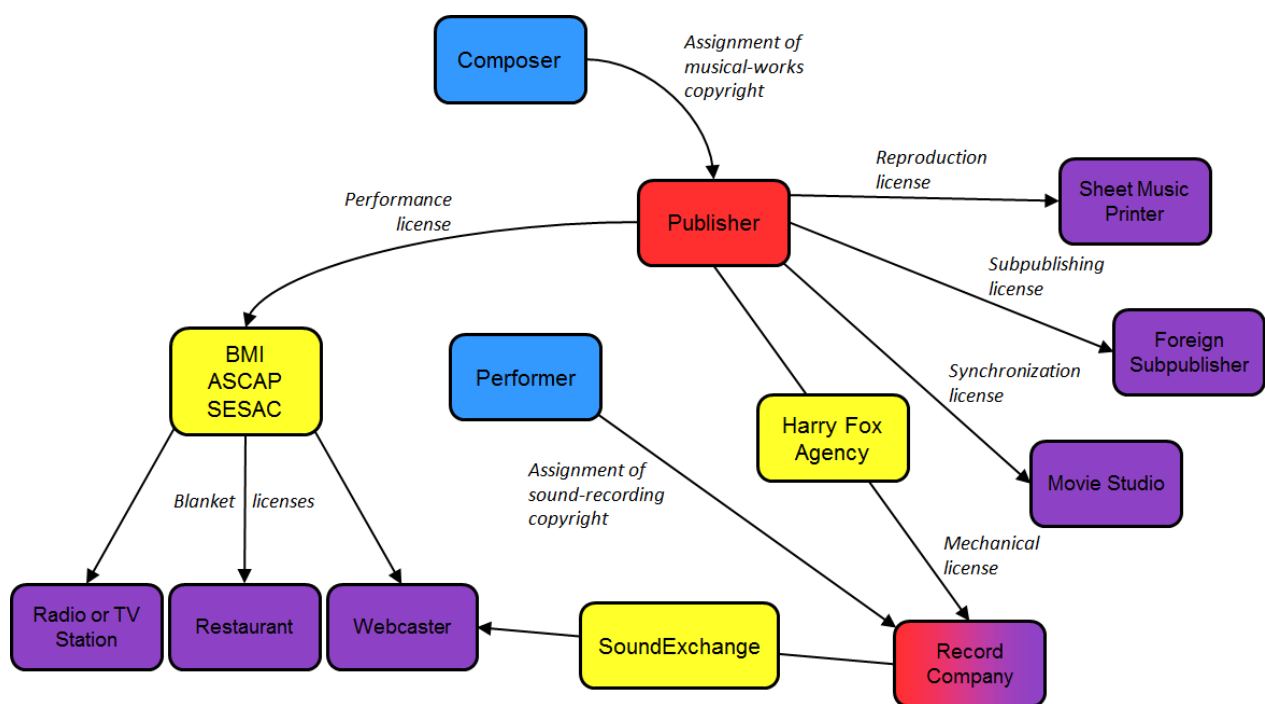 Composer
Assignment of
musical-works
copyright
Reproduction
license
Sheet Music
Printer
Performance
license
Publisher
Subpublishing
license
BMI
ASCAP
SESAC
Performer
Foreign
Subpublisher
Synchronization
license
Harry Fox
Agency
Assignment of
sound-recording
copyright
Movie Studio
Blanket licenses
Mechanical
license
Radio or TV
Station
Restaurant
Webcaster
SoundExchange
Record
Company